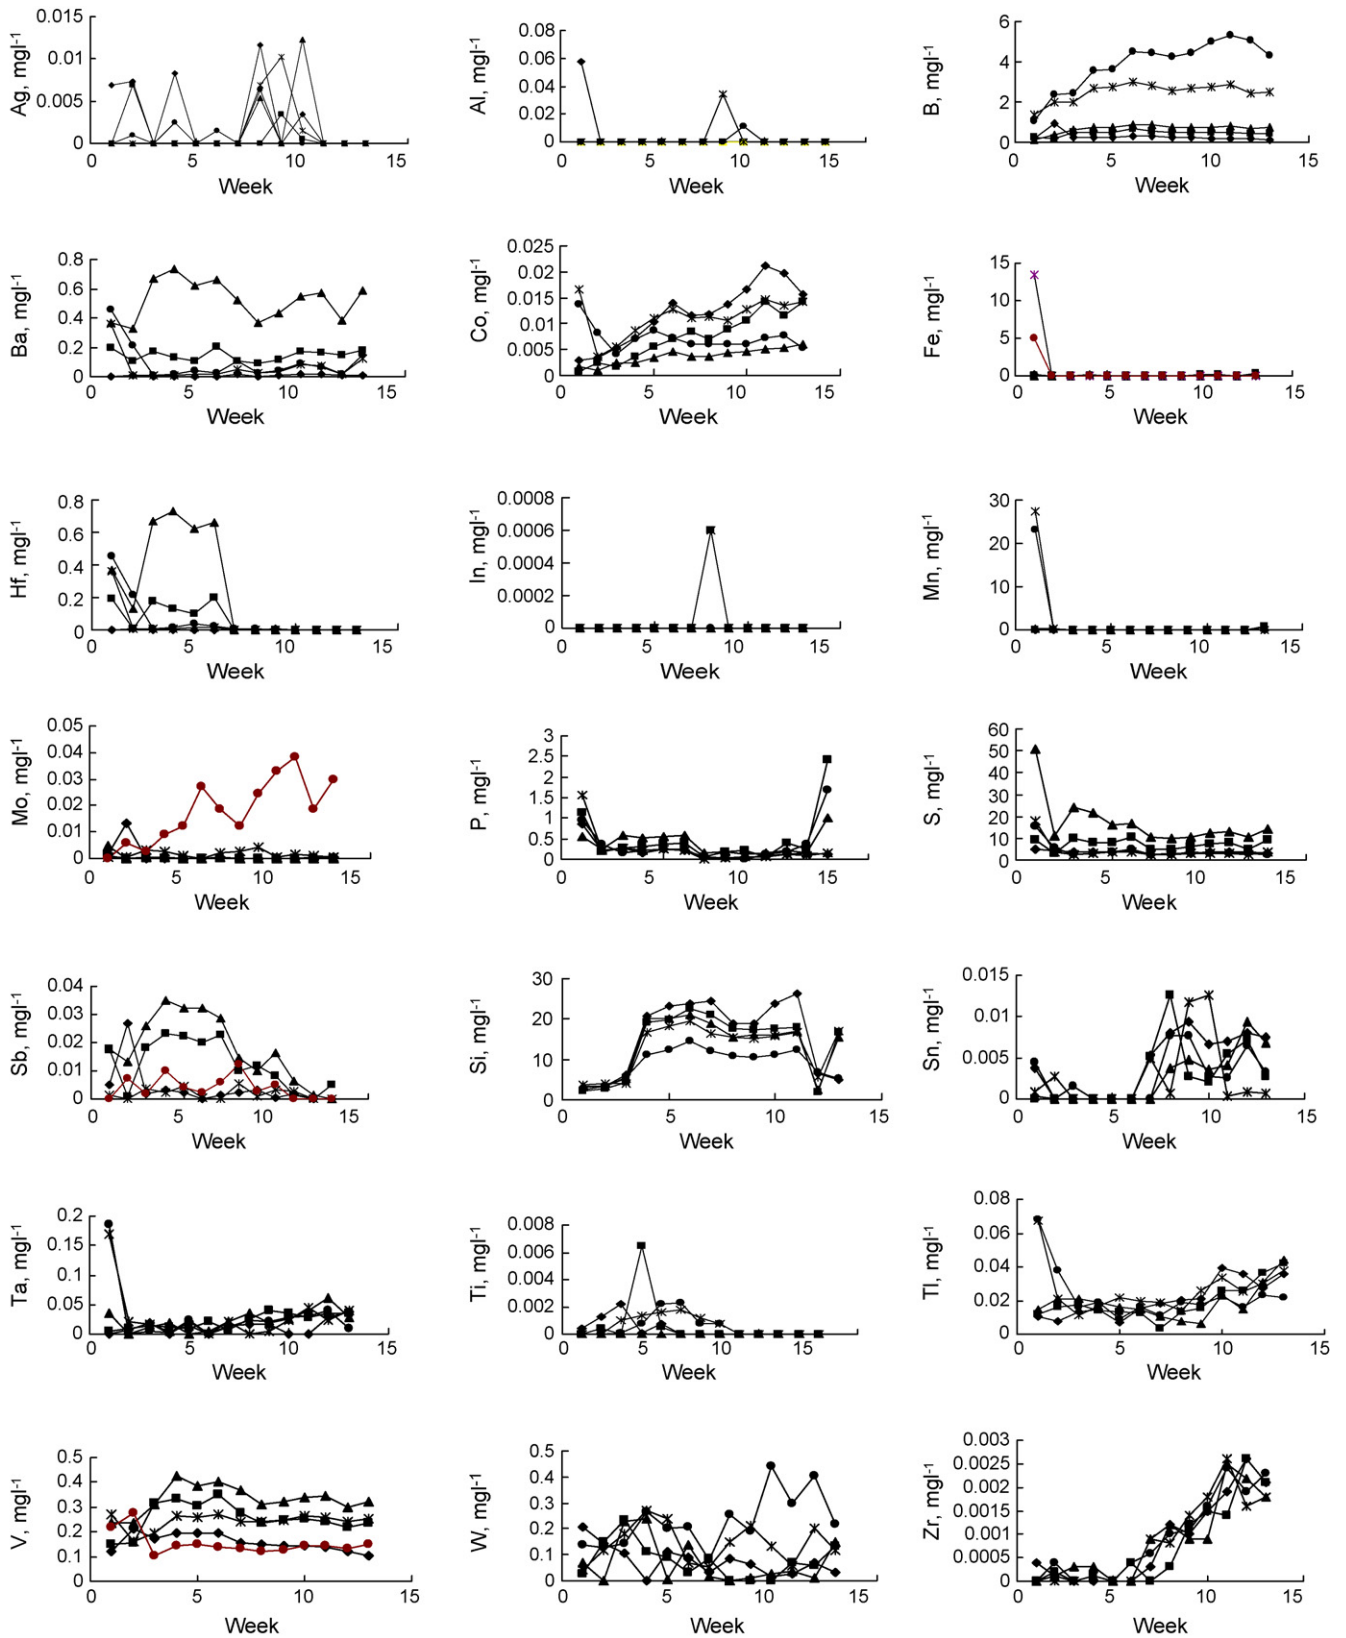 Ag, mgl-1
0.015
0.01
0.005
0
0 5 10 15
Week
Al, mgl-1
0.08
0.06
0.04
0.02
0
0 5 10 15
Week
B, mgl-1
6
4
2
0
0 5 10 15
Week
Ba, mgl-1
0.8
0.6
0.4
0.2
0
0 5 10 15
Week
Co, mgl-1
0.025
0.02
0.015
0.01
0.005
0
0 5 10 15
Week
Fe, mgl-1
15
10
5
0
0 5 10 15
Week
Hf, mgl-1
0.8
0.6
0.4
0.2
0
0 5 10 15
Week
In, mgl-1
0.0008
0.0006
0.0004
0.0002
0
0 5 10 15
Week
Mn, mgl-1
30
20
10
0
0 5 10 15
Week
Mo, mgl-1
0.05
0.04
0.03
0.02
0.01
0
0 5 10 15
Week
P, mgl-1
3
2.5
2
1.5
1
0.5
0
0 5 10 15
Week
S, mgl-1
60
50
40
30
20
10
0
0 5 10 15
Week
Sb, mgl-1
0.04
0.03
0.02
0.01
0
0 5 10 15
Week
Si, mgl-1
30
20
10
0
0 5 10 15
Week
Sn, mgl-1
0.015
0.01
0.005
0
0 5 10 15
Week
Ta, mgl-1
0.2
0.15
0.1
0.05
0
0 5 10 15
Week
Ti, mgl-1
0.008
0.006
0.004
0.002
0
0 5 10 15
Week
Tl, mgl-1
0.08
0.06
0.04
0.02
0
0 5 10 15
Week
V, mgl-1
0.5
0.4
0.3
0.2
0.1
0
0 5 10 15
Week
W, mgl-1
0.5
0.4
0.3
0.2
0.1
0
0 5 10 15
Week
Zr, mgl-1
0.003
0.0025
0.002
0.0015
0.001
0.0005
0
0 5 10 15
Week